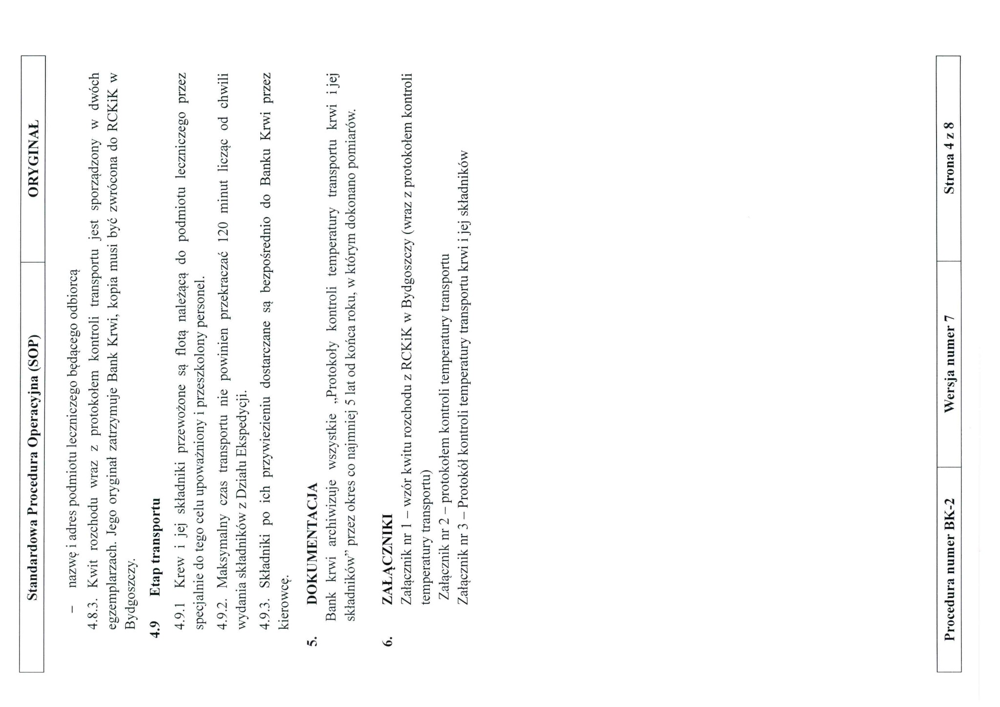 Standardowa Procedura Operacyjna (SOP) ORYGINAŁ
– nazwę i adres podmiotu leczniczego będącego odbiorcą
4.8.3. Kwit rozchodu wraz z protokołem kontroli transportu jest sporządzony w dwóch
egzemplarzach. Jego oryginał zatrzymuje Bank Krwi, kopia musi być zwrócona do RCKiK w
Bydgoszczy.
4.9 Etap transportu
4.9.1 Krew i jej składniki przewożone są flotą należącą do podmiotu leczniczego przez
specjalnie do tego celu upoważniony i przeszkolony personel.
4.9.2. Maksymalny czas transportu nie powinien przekraczać 120 minut licząc od chwili
wydania składników z Działu Ekspedycji.
4.9.3. Składniki po ich przywiezieniu dostarczane są bezpośrednio do Banku Krwi przez
kierowcę.
5. DOKUMENTACJA
Bank krwi archiwizuje wszystkie „Protokoły kontroli temperatury transportu krwi i jej
składników” przez okres co najmniej 5 lat od końca roku, w którym dokonano pomiarów.
6. ZAŁĄCZNIKI
Załącznik nr 1 – wzór kwitu rozchodu z RCKiK w Bydgoszczy (wraz z protokołem kontroli
temperatury transportu)
Załącznik nr 2 – protokołem kontroli temperatury transportu
Załącznik nr 3 – Protokół kontroli temperatury transportu krwi i jej składników
Procedura numer BK-2 Wersja numer 7 Strona 4 z 8